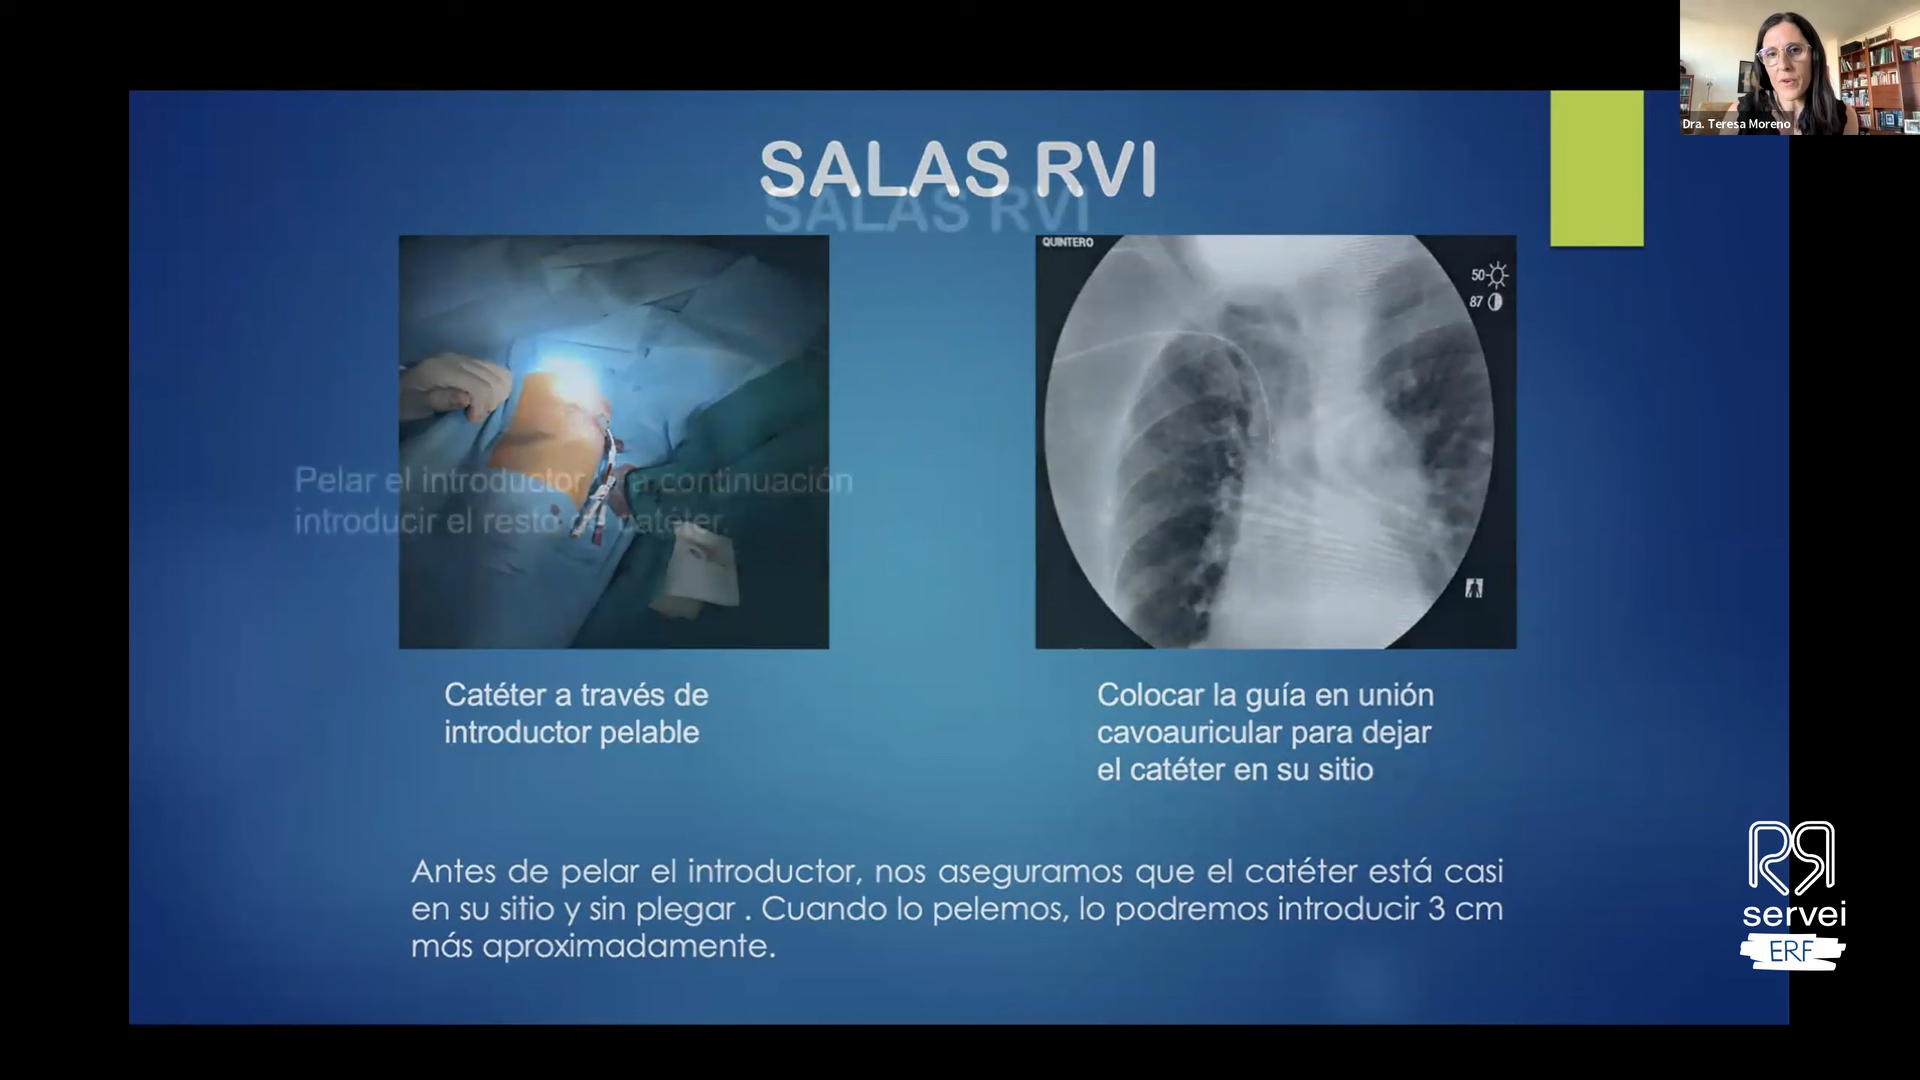 Dra. Teresa Moreno
SALAS RVI
SALAS RVI
QUINTERO
50
87
Pelar el introductor a continuación
introducir el resto de catéter.
Catéter a través de
introductor pelable
Colocar la guía en unión
cavoauricular para dejar
el catéter en su sitio
Antes de pelar el introductor, nos aseguramos que el catéter está casi
en su sitio y sin plegar . Cuando lo pelemos, lo podremos introducir 3 cm
más aproximadamente.
servei
ERF